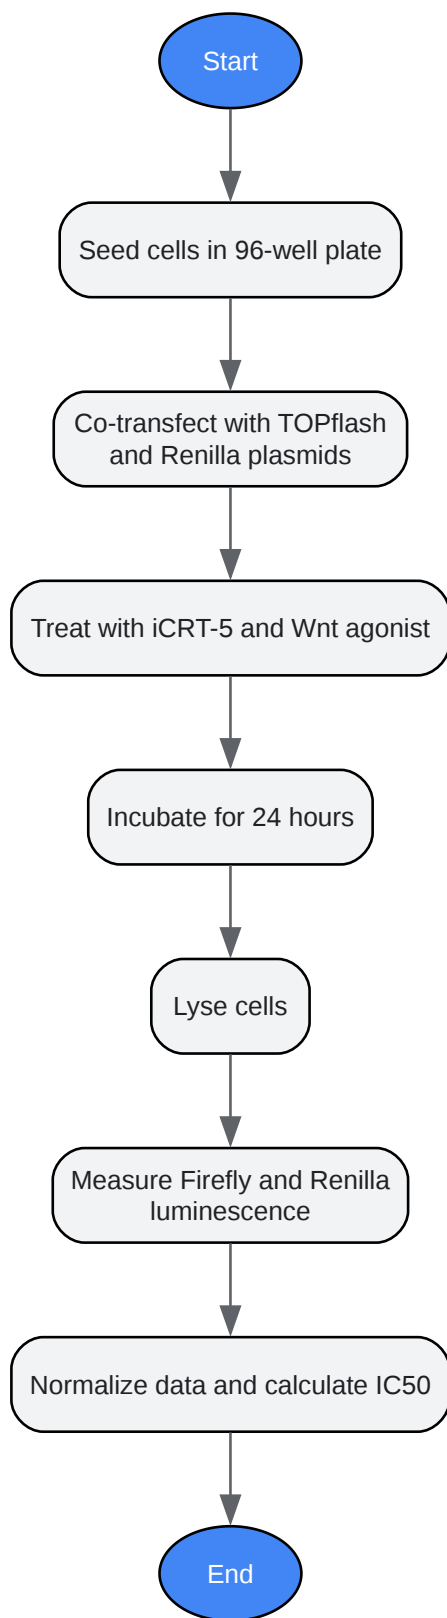 Start
Seed cells in 96-well plate
Co-transfect with TOPflash
and Renilla plasmids
Treat with iCRT-5 and Wnt agonist
Incubate for 24 hours
Lyse cells
Measure Firefly and Renilla
luminescence
Normalize data and calculate IC50
End